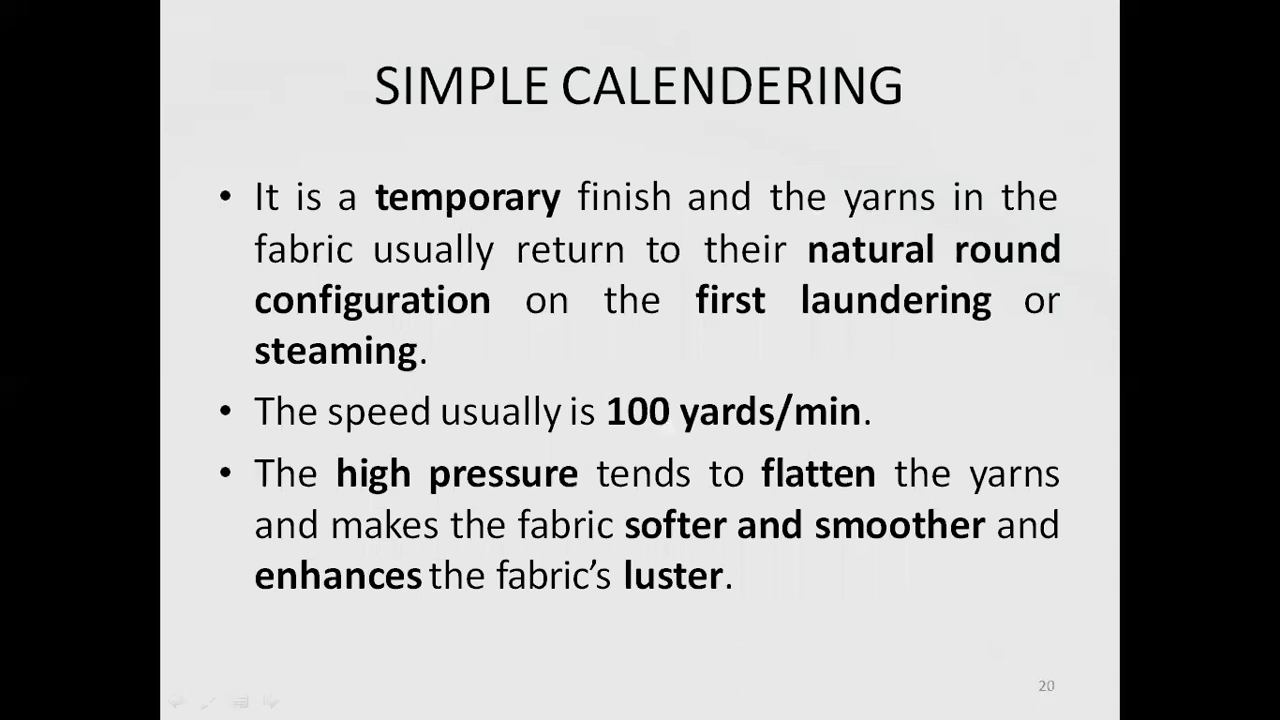 SIMPLE CALENDERING
• It is a temporary finish and the yarns in the
fabric usually return to their natural round
configuration on the first laundering or
steaming.
• The speed usually is 100 yards/min.
• The high pressure tends to flatten the yarns
and makes the fabric softer and smoother and
enhances the fabric’s luster.
20